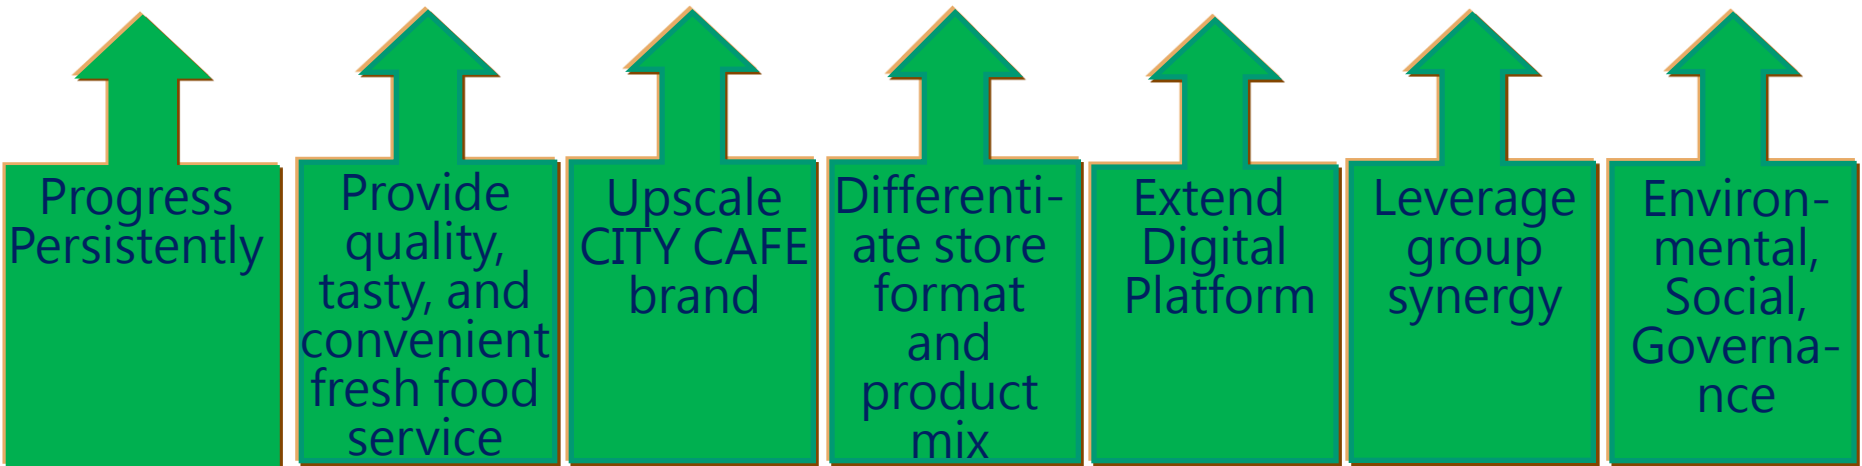 Progress
Persistently
Provide
quality,
tasty, and
convenient
fresh food
service
Upscale
CITY CAFE
brand
Differenti-
ate store
format
and
product
mix
Extend
Digital
Platform
Leverage
group
synergy
Environ-
mental,
Social,
Governa-
nce